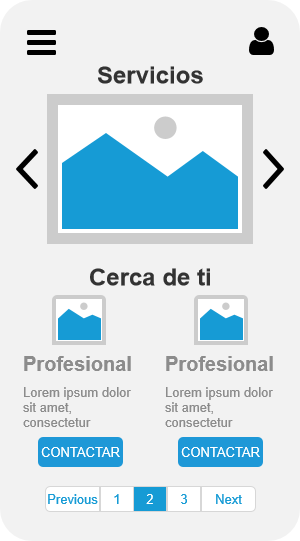 Servicios
Cerca de ti
Profesional
Lorem ipsum dolor
sit amet,
consectetur
CONTACTAR
Profesional
Lorem ipsum dolor
sit amet,
consectetur
CONTACTAR
Previous 1 2 3 Next